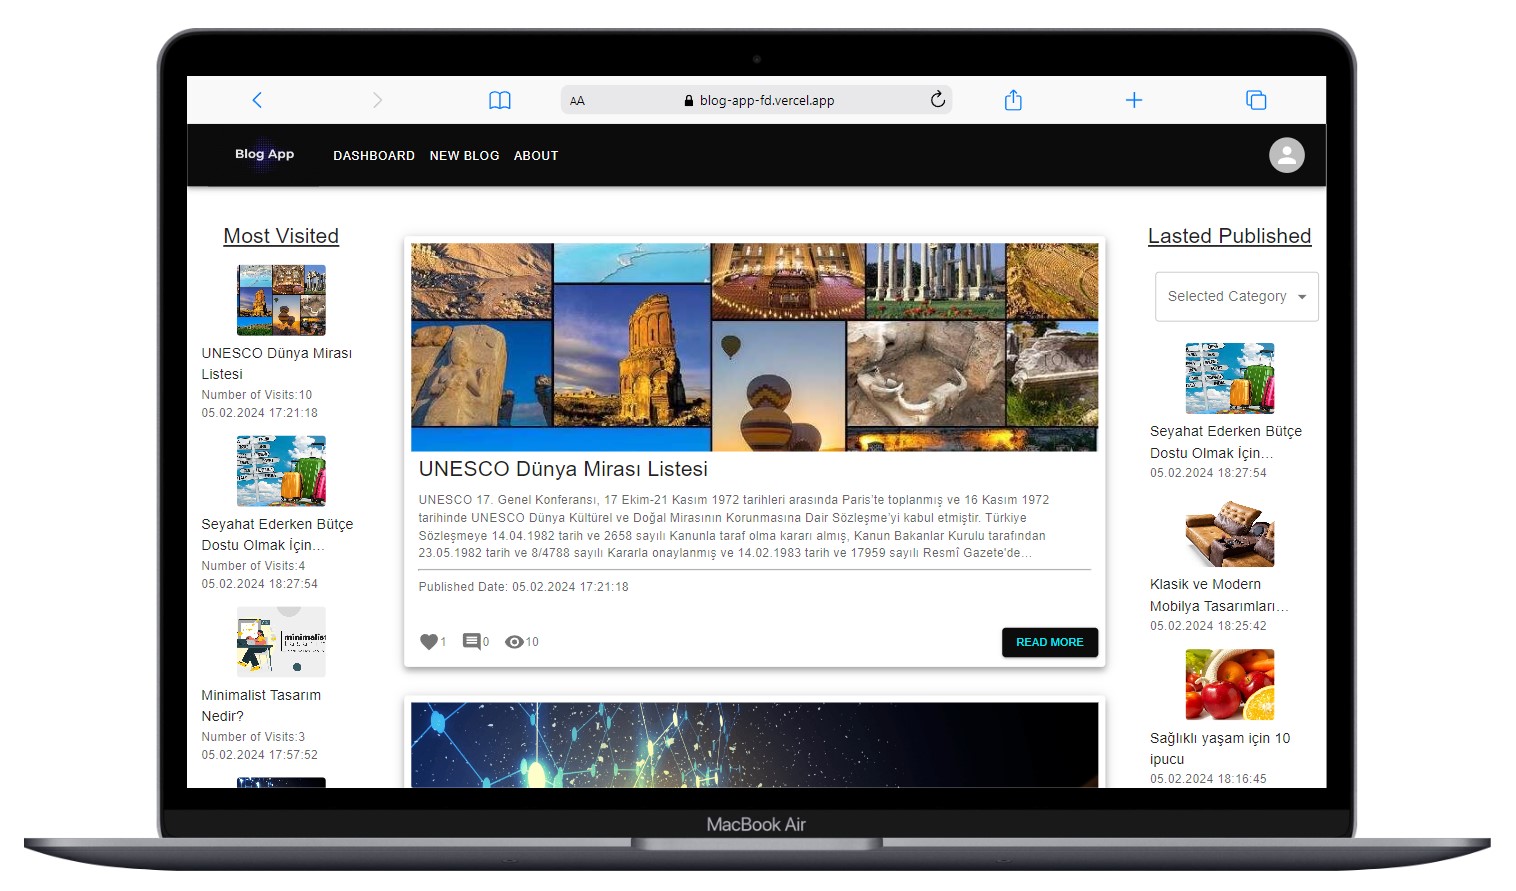 AA
blog-app-fd.vercel.app
Blog App
DASHBOARD NEW BLOG ABOUT
Most Visited
UNESCO Dünya Mirası
Listesi
Number of Visits:10
05.02.2024 17:21:18
Seyahat Ederken Bütçe
Dostu Olmak İçin...
Number of Visits:4
05.02.2024 18:27:54
minimalist
Minimalist Tasarım
Nedir?
Number of Visits:3
05.02.2024 17:57:52
UNESCO Dünya Mirası Listesi
UNESCO 17. Genel Konferansı, 17 Ekim-21 Kasım 1972 tarihleri arasında Paris'te toplanmış ve 16 Kasım 1972
tarihinde UNESCO Dünya Kültürel ve Doğal Mirasının Korunmasına Dair Sözleşme'yi kabul etmiştir. Türkiye
Sözleşmeye 14.04.1982 tarih ve 2658 sayılı Kanunla taraf olma kararı almış, Kanun Bakanlar Kurulu tarafından
23.05.1982 tarih ve 8/4788 sayılı Kararla onaylanmış ve 14.02.1983 tarih ve 17959 sayılı Resmî Gazete'de...
Published Date: 05.02.2024 17:21:18
1 0 10
READ MORE
Lasted Published
Selected Category
Seyahat Ederken Bütçe
Dostu Olmak İçin...
05.02.2024 18:27:54
Klasik ve Modern
Mobilya Tasarımları...
05.02.2024 18:25:42
Sağlıklı yaşam için 10
ipucu
05.02.2024 18:16:45
MacBook Air